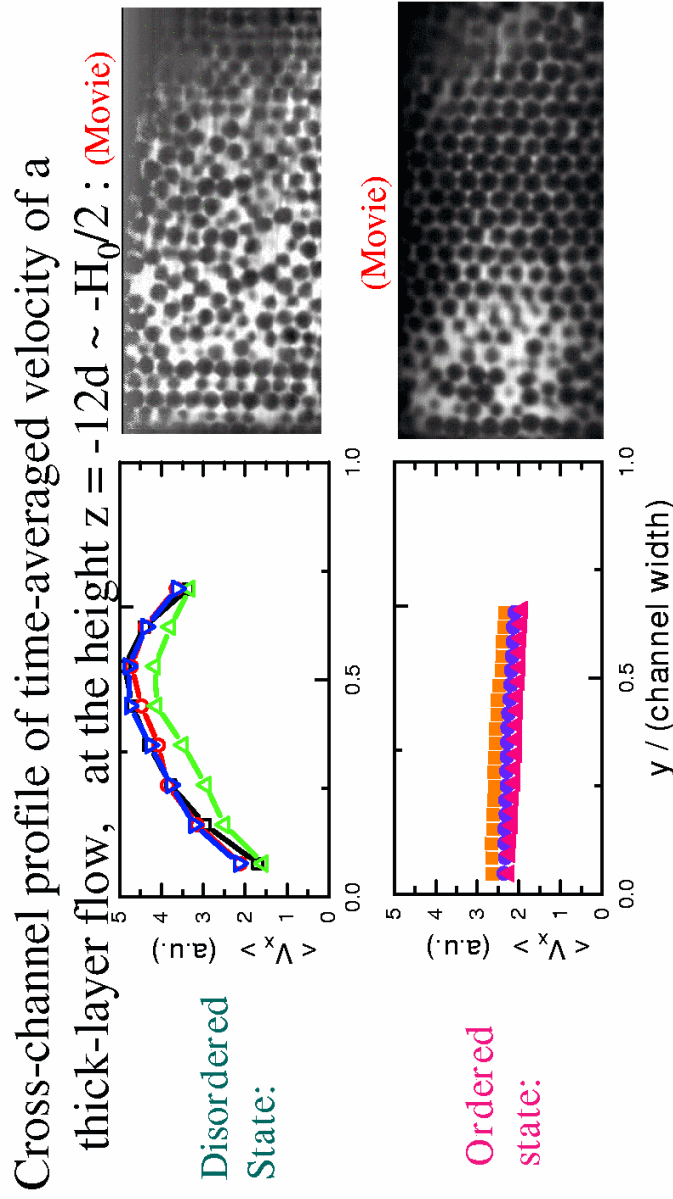 Cross-channel profile of time-averaged velocity of a
thick-layer flow, at the height z = -12d ~ -H₀/2 : (Movie)
Disordered
State:
< Vₓ >
(a.u.)
5
4
3
2
1
0
0.0
0.5
1.0
(Movie)
Ordered
state:
< Vₓ >
(a.u.)
5
4
3
2
1
0
0.0
0.5
1.0
y / (channel width)